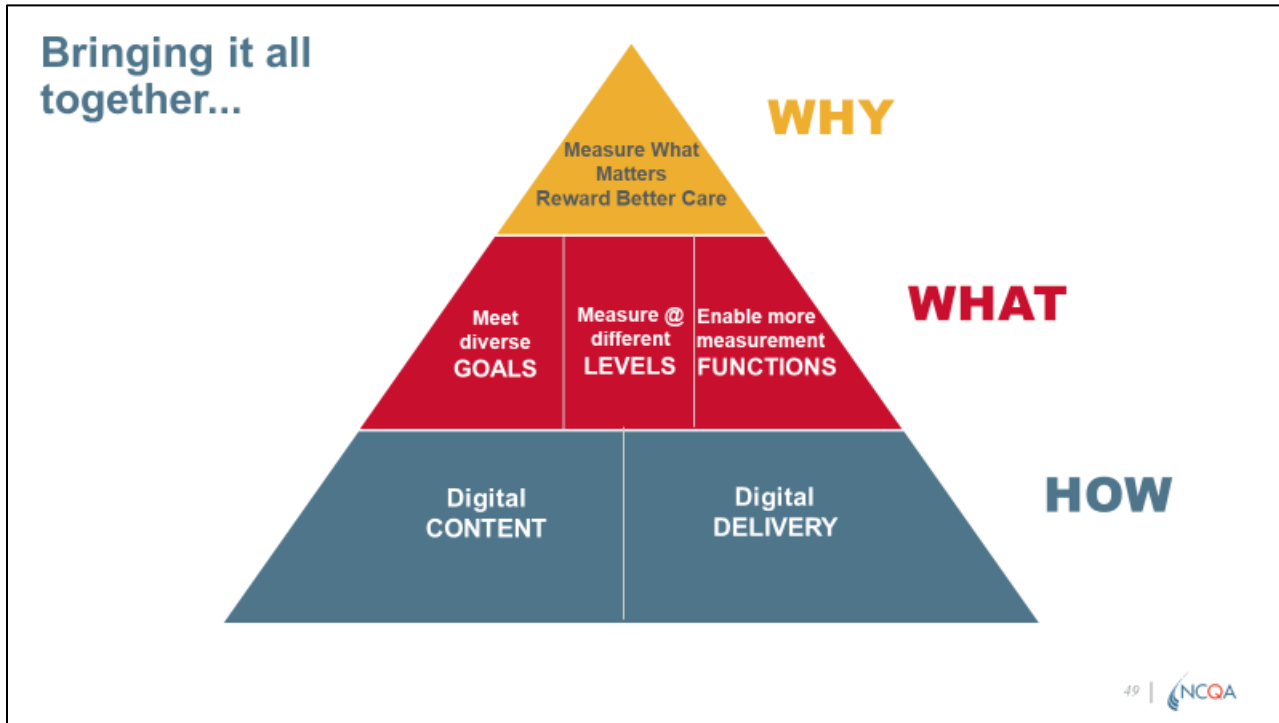 Bringing it all
together...
WHY
Measure What
Matters
Reward Better Care
WHAT
Meet
diverse
GOALS
Measure @
different
LEVELS
Enable more
measurement
FUNCTIONS
HOW
Digital
CONTENT
Digital
DELIVERY
49 | NCQA